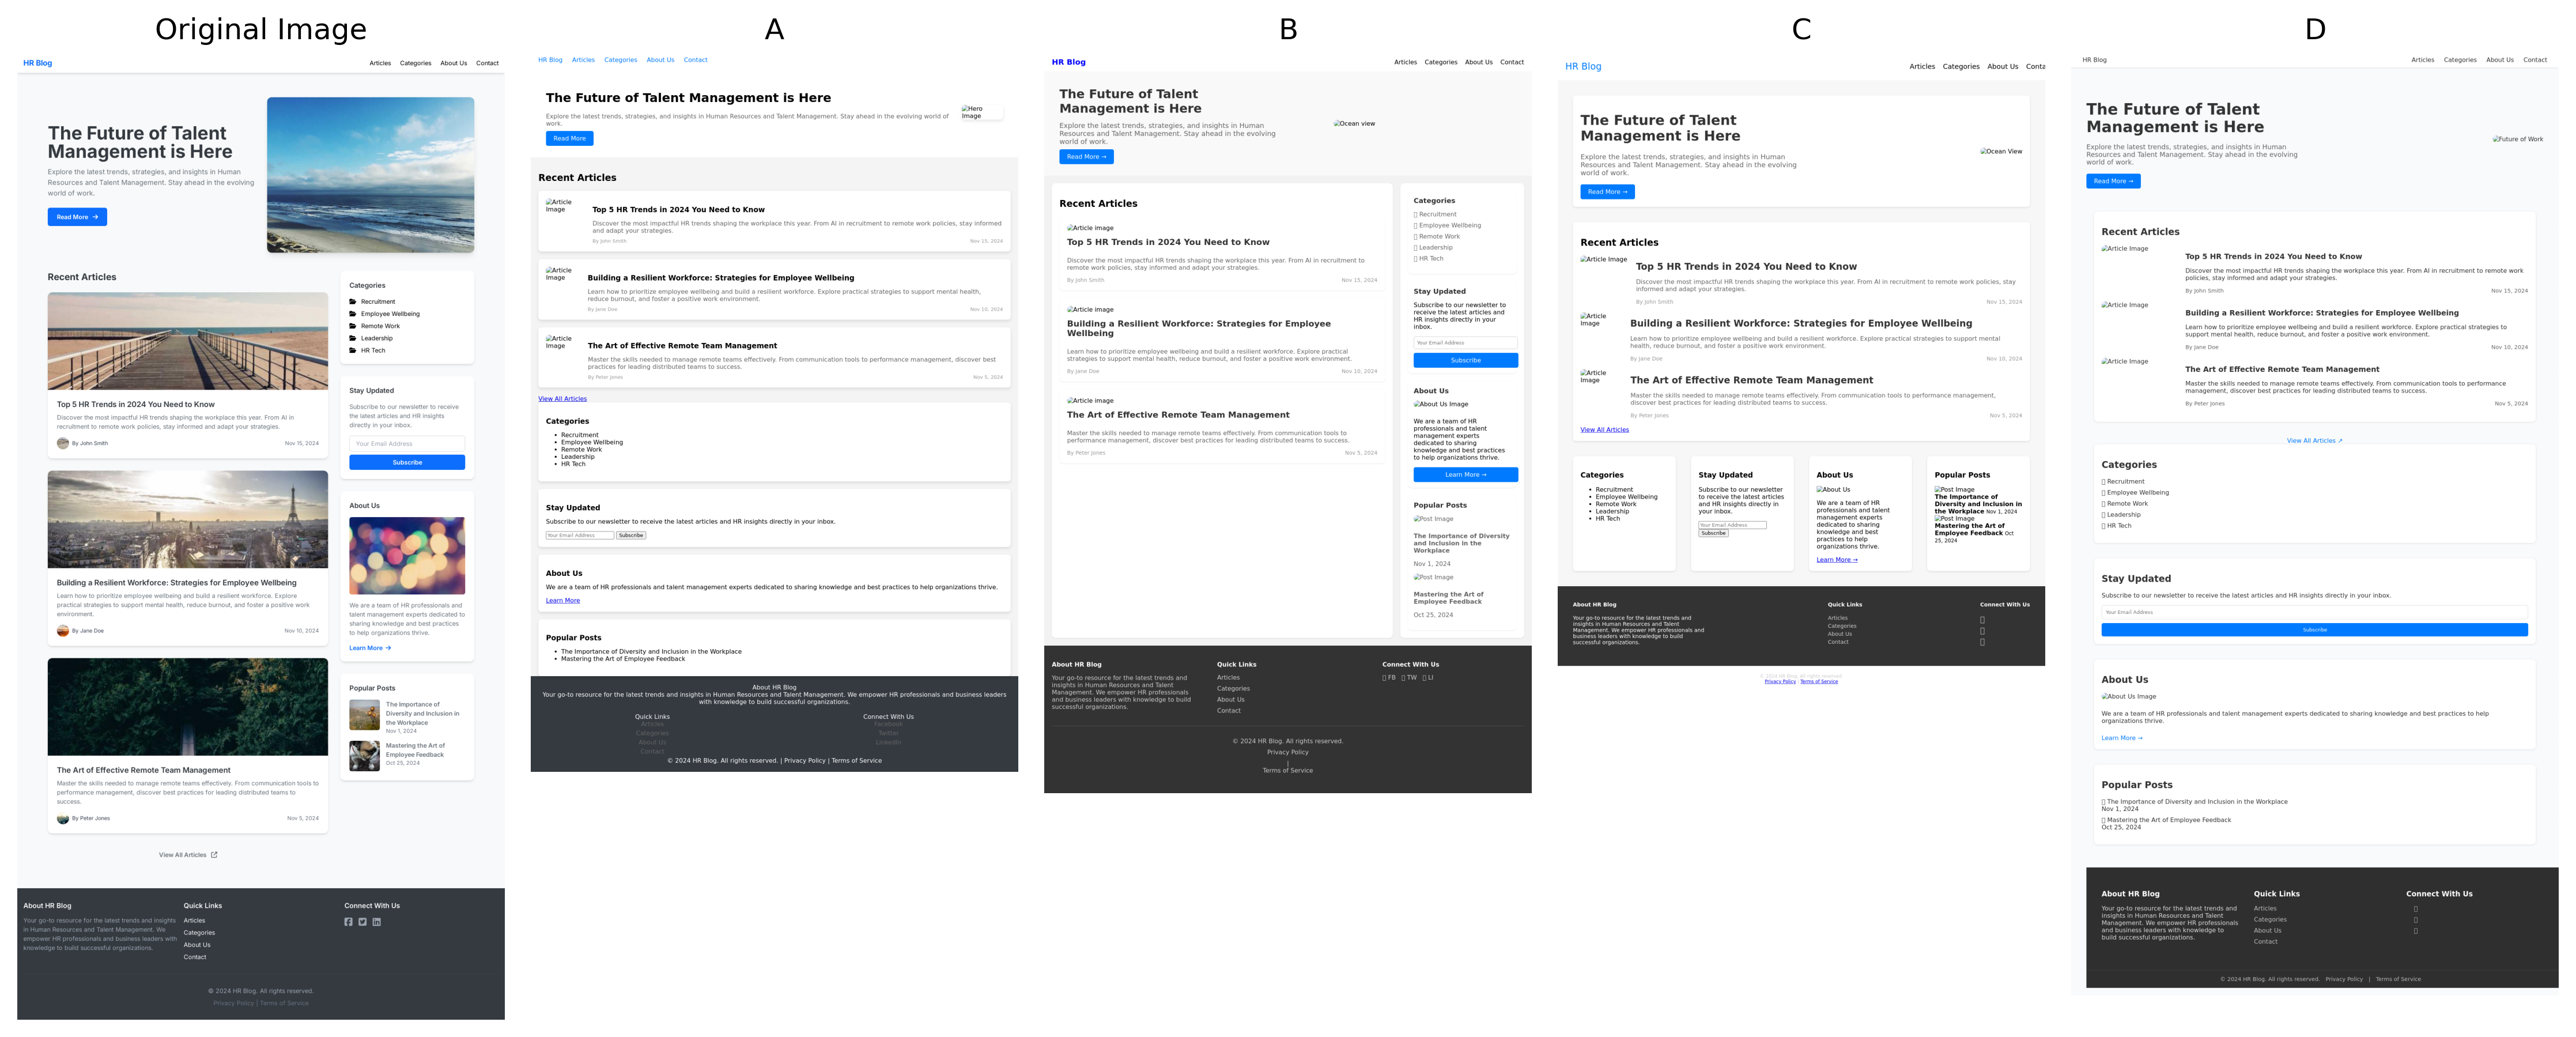 Original Image
HR Blog
Articles Categories About Us Contact
The Future of Talent
Management is Here
Explore the latest trends, strategies, and insights in Human
Resources and Talent Management. Stay ahead in the evolving
world of work.
Read More →
Recent Articles
Top 5 HR Trends in 2024 You Need to Know
Discover the most impactful HR trends shaping the workplace this year. From AI in
recruitment to remote work policies, stay informed and adapt your strategies.
By John Smith Nov 15, 2024
Building a Resilient Workforce: Strategies for Employee Wellbeing
Learn how to prioritize employee wellbeing and build a resilient workforce. Explore
practical strategies to support mental health, reduce burnout, and foster a positive work
environment.
By Jane Doe Nov 10, 2024
The Art of Effective Remote Team Management
Master the skills needed to manage remote teams effectively. From communication tools to
performance management, discover best practices for leading distributed teams to
success.
By Peter Jones Nov 5, 2024
View All Articles
Categories
Recruitment
Employee Wellbeing
Remote Work
Leadership
HR Tech
Stay Updated
Subscribe to our newsletter to receive
the latest articles and HR insights
directly in your inbox.
Your Email Address
Subscribe
About Us
We are a team of HR professionals and
talent management experts dedicated to
sharing knowledge and best practices
to help organizations thrive.
Learn More →
Popular Posts
The Importance of
Diversity and Inclusion in
the Workplace
Nov 1, 2024
Mastering the Art of
Employee Feedback
Oct 25, 2024
About HR Blog
Your go-to resource for the latest trends and insights
in Human Resources and Talent Management. We
empower HR professionals and business leaders with
knowledge to build successful organizations.
Quick Links
Articles
Categories
About Us
Contact
Connect With Us
© 2024 HR Blog. All rights reserved.
Privacy Policy | Terms of Service
A
HR Blog Articles Categories About Us Contact
The Future of Talent Management is Here
Explore the latest trends, strategies, and insights in Human Resources and Talent Management. Stay ahead in the evolving world of
work.
Read More
Hero
Image
Recent Articles
Article
Image
Top 5 HR Trends in 2024 You Need to Know
Discover the most impactful HR trends shaping the workplace this year. From AI in recruitment to remote work policies, stay informed
and adapt your strategies.
By John Smith Nov 15, 2024
Article
Image
Building a Resilient Workforce: Strategies for Employee Wellbeing
Learn how to prioritize employee wellbeing and build a resilient workforce. Explore practical strategies to support mental health,
reduce burnout, and foster a positive work environment.
By Jane Doe Nov 10, 2024
Article
Image
The Art of Effective Remote Team Management
Master the skills needed to manage remote teams effectively. From communication tools to performance management, discover best
practices for leading distributed teams to success.
By Peter Jones Nov 5, 2024
View All Articles
Categories
Recruitment
Employee Wellbeing
Remote Work
Leadership
HR Tech
Stay Updated
Subscribe to our newsletter to receive the latest articles and HR insights directly in your inbox.
Your Email Address Subscribe
About Us
We are a team of HR professionals and talent management experts dedicated to sharing knowledge and best practices to help organizations thrive.
Learn More
Popular Posts
The Importance of Diversity and Inclusion in the Workplace
Mastering the Art of Employee Feedback
About HR Blog
Your go-to resource for the latest trends and insights in Human Resources and Talent Management. We empower HR professionals and business leaders
with knowledge to build successful organizations.
Quick Links
Articles
Categories
About Us
Contact
Connect With Us
Facebook
Twitter
LinkedIn
© 2024 HR Blog. All rights reserved. | Privacy Policy | Terms of Service
B
HR Blog
Articles Categories About Us Contact
The Future of Talent
Management is Here
Explore the latest trends, strategies, and insights in Human
Resources and Talent Management. Stay ahead in the evolving
world of work.
Read More →
Ocean view
Recent Articles
Article image
Top 5 HR Trends in 2024 You Need to Know
Discover the most impactful HR trends shaping the workplace this year. From AI in recruitment to
remote work policies, stay informed and adapt your strategies.
By John Smith Nov 15, 2024
Article image
Building a Resilient Workforce: Strategies for Employee
Wellbeing
Learn how to prioritize employee wellbeing and build a resilient workforce. Explore practical
strategies to support mental health, reduce burnout, and foster a positive work environment.
By Jane Doe Nov 10, 2024
Article image
The Art of Effective Remote Team Management
Master the skills needed to manage remote teams effectively. From communication tools to
performance management, discover best practices for leading distributed teams to success.
By Peter Jones Nov 5, 2024
Categories
Recruitment
Employee Wellbeing
Remote Work
Leadership
HR Tech
Stay Updated
Subscribe to our newsletter to
receive the latest articles and
HR insights directly in your
inbox.
Your Email Address
Subscribe
About Us
About Us Image
We are a team of HR
professionals and talent
management experts
dedicated to sharing
knowledge and best practices
to help organizations thrive.
Learn More →
Popular Posts
Post Image
The Importance of Diversity
and Inclusion in the
Workplace
Nov 1, 2024
Post Image
Mastering the Art of
Employee Feedback
Oct 25, 2024
About HR Blog
Your go-to resource for the latest trends and
insights in Human Resources and Talent
Management. We empower HR professionals
and business leaders with knowledge to build
successful organizations.
Quick Links
Articles
Categories
About Us
Contact
Connect With Us
FB TW LI
© 2024 HR Blog. All rights reserved.
Privacy Policy
|
Terms of Service
C
HR Blog
Articles Categories About Us Conta
The Future of Talent
Management is Here
Explore the latest trends, strategies, and insights in Human
Resources and Talent Management. Stay ahead in the evolving
world of work.
Read More →
Ocean View
Recent Articles
Article Image
Top 5 HR Trends in 2024 You Need to Know
Discover the most impactful HR trends shaping the workplace this year. From AI in recruitment to remote work policies, stay
informed and adapt your strategies.
By John Smith Nov 15, 2024
Article
Image
Building a Resilient Workforce: Strategies for Employee Wellbeing
Learn how to prioritize employee wellbeing and build a resilient workforce. Explore practical strategies to support mental
health, reduce burnout, and foster a positive work environment.
By Jane Doe Nov 10, 2024
Article
Image
The Art of Effective Remote Team Management
Master the skills needed to manage remote teams effectively. From communication tools to performance management,
discover best practices for leading distributed teams to success.
By Peter Jones Nov 5, 2024
View All Articles
Categories
Recruitment
Employee Wellbeing
Remote Work
Leadership
HR Tech
Stay Updated
Subscribe to our newsletter
to receive the latest articles
and HR insights directly in
your inbox.
Your Email Address
Subscribe
About Us
About Us
We are a team of HR
professionals and talent
management experts
dedicated to sharing
knowledge and best
practices to help
organizations thrive.
Learn More →
Popular Posts
Post Image
The Importance of
Diversity and Inclusion in
the Workplace Nov 1, 2024
Post Image
Mastering the Art of
Employee Feedback Oct
25, 2024
About HR Blog
Your go-to resource for the latest trends and
insights in Human Resources and Talent
Management. We empower HR professionals and
business leaders with knowledge to build
successful organizations.
Quick Links
Articles
Categories
About Us
Contact
Connect With Us
© 2024 HR Blog. All rights reserved.
Privacy Policy | Terms of Service
D
HR Blog
Articles Categories About Us Contact
The Future of Talent
Management is Here
Explore the latest trends, strategies, and insights in Human
Resources and Talent Management. Stay ahead in the evolving
world of work.
Read More →
Future of Work
Recent Articles
Article Image
Top 5 HR Trends in 2024 You Need to Know
Discover the most impactful HR trends shaping the workplace this year. From AI in recruitment to remote work
policies, stay informed and adapt your strategies.
By John Smith Nov 15, 2024
Article Image
Building a Resilient Workforce: Strategies for Employee Wellbeing
Learn how to prioritize employee wellbeing and build a resilient workforce. Explore practical strategies to
support mental health, reduce burnout, and foster a positive work environment.
By Jane Doe Nov 10, 2024
Article Image
The Art of Effective Remote Team Management
Master the skills needed to manage remote teams effectively. From communication tools to performance
management, discover best practices for leading distributed teams to success.
By Peter Jones Nov 5, 2024
View All Articles ↗
Categories
Recruitment
Employee Wellbeing
Remote Work
Leadership
HR Tech
Stay Updated
Subscribe to our newsletter to receive the latest articles and HR insights directly in your inbox.
Your Email Address
Subscribe
About Us
About Us Image
We are a team of HR professionals and talent management experts dedicated to sharing knowledge and best practices to help
organizations thrive.
Learn More →
Popular Posts
The Importance of Diversity and Inclusion in the Workplace
Nov 1, 2024
Mastering the Art of Employee Feedback
Oct 25, 2024
About HR Blog
Your go-to resource for the latest trends and
insights in Human Resources and Talent
Management. We empower HR professionals
and business leaders with knowledge to
build successful organizations.
Quick Links
Articles
Categories
About Us
Contact
Connect With Us
© 2024 HR Blog. All rights reserved. Privacy Policy | Terms of Service